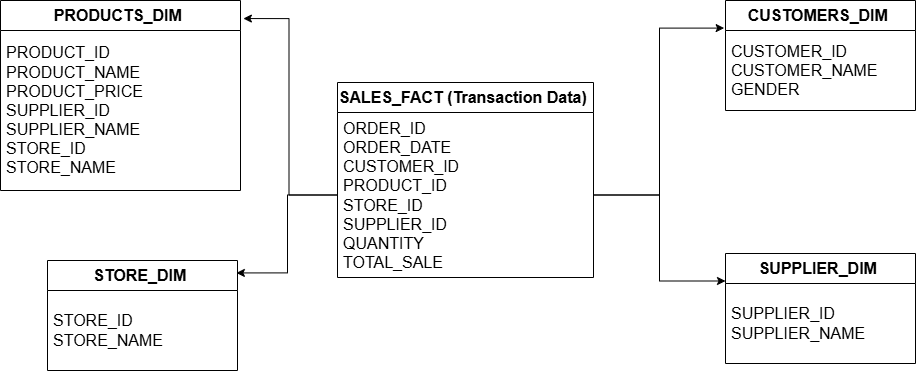 PRODUCTS_DIM
PRODUCT_ID
PRODUCT_NAME
PRODUCT_PRICE
SUPPLIER_ID
SUPPLIER_NAME
STORE_ID
STORE_NAME
CUSTOMERS_DIM
CUSTOMER_ID
CUSTOMER_NAME
GENDER
SALES_FACT (Transaction Data)
ORDER_ID
ORDER_DATE
CUSTOMER_ID
PRODUCT_ID
STORE_ID
SUPPLIER_ID
QUANTITY
TOTAL_SALE
STORE_DIM
STORE_ID
STORE_NAME
SUPPLIER_DIM
SUPPLIER_ID
SUPPLIER_NAME